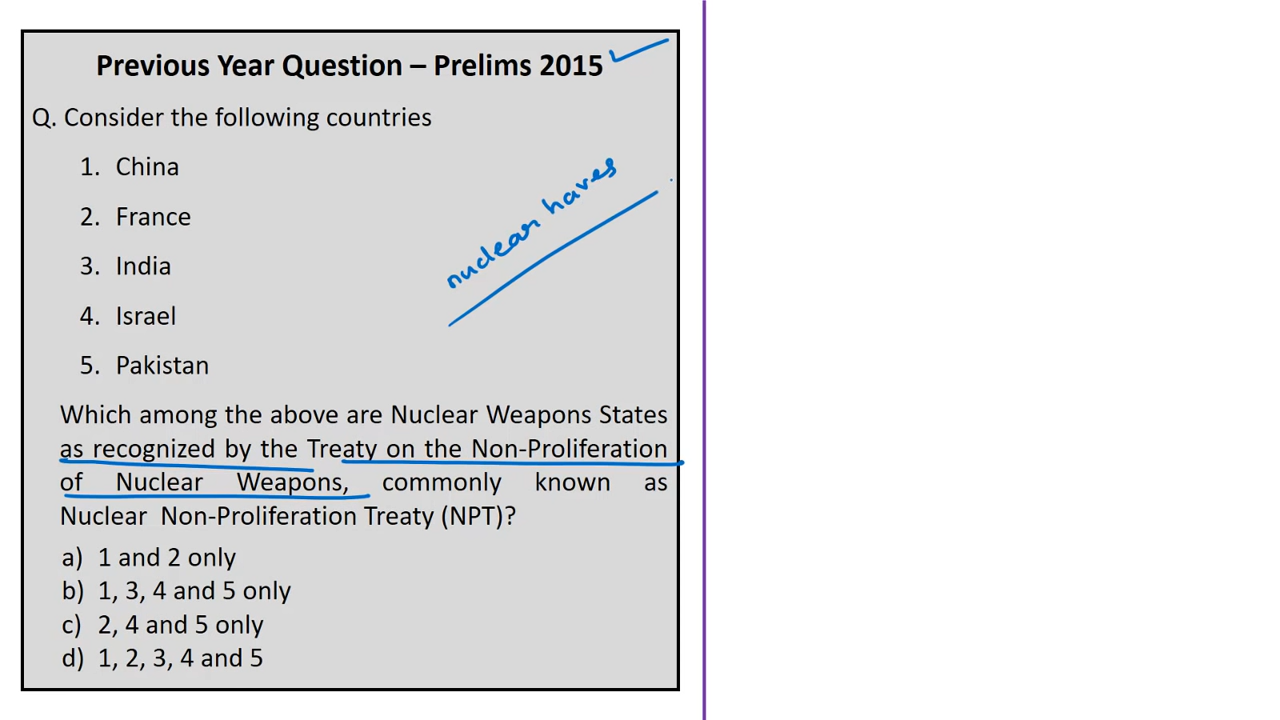 Previous Year Question – Prelims 2015
Q. Consider the following countries
1. China
2. France
3. India
4. Israel
5. Pakistan
nuclear haves
Which among the above are Nuclear Weapons States
as recognized by the Treaty on the Non-Proliferation
of Nuclear Weapons, commonly known as
Nuclear Non-Proliferation Treaty (NPT)?
a) 1 and 2 only
b) 1, 3, 4 and 5 only
c) 2, 4 and 5 only
d) 1, 2, 3, 4 and 5